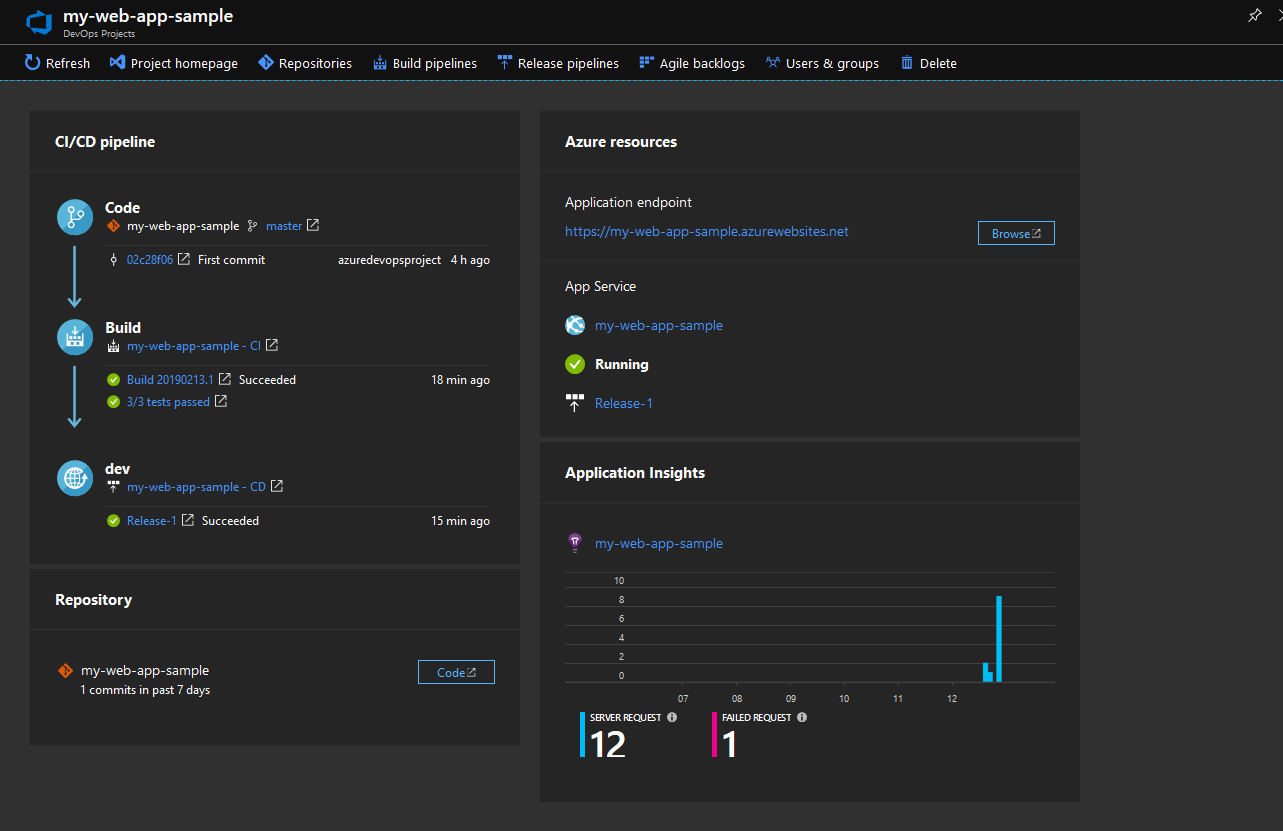 my-web-app-sample
DevOps Projects
Refresh Project homepage Repositories Build pipelines Release pipelines Agile backlogs Users & groups Delete
CI/CD pipeline
Code
my-web-app-sample master
02c28f06 First commit azuredevopsproject 4 h ago
Build
my-web-app-sample - CI
Build 20190213.1 Succeeded 18 min ago
3/3 tests passed
dev
my-web-app-sample - CD
Release-1 Succeeded 15 min ago
Repository
my-web-app-sample
1 commits in past 7 days
Code
Azure resources
Application endpoint
https://my-web-app-sample.azurewebsites.net
Browse
App Service
my-web-app-sample
Running
Release-1
Application Insights
my-web-app-sample
10
8
6
4
2
0
07 08 09 10 11 12
SERVER REQUEST FAILED REQUEST
12 1